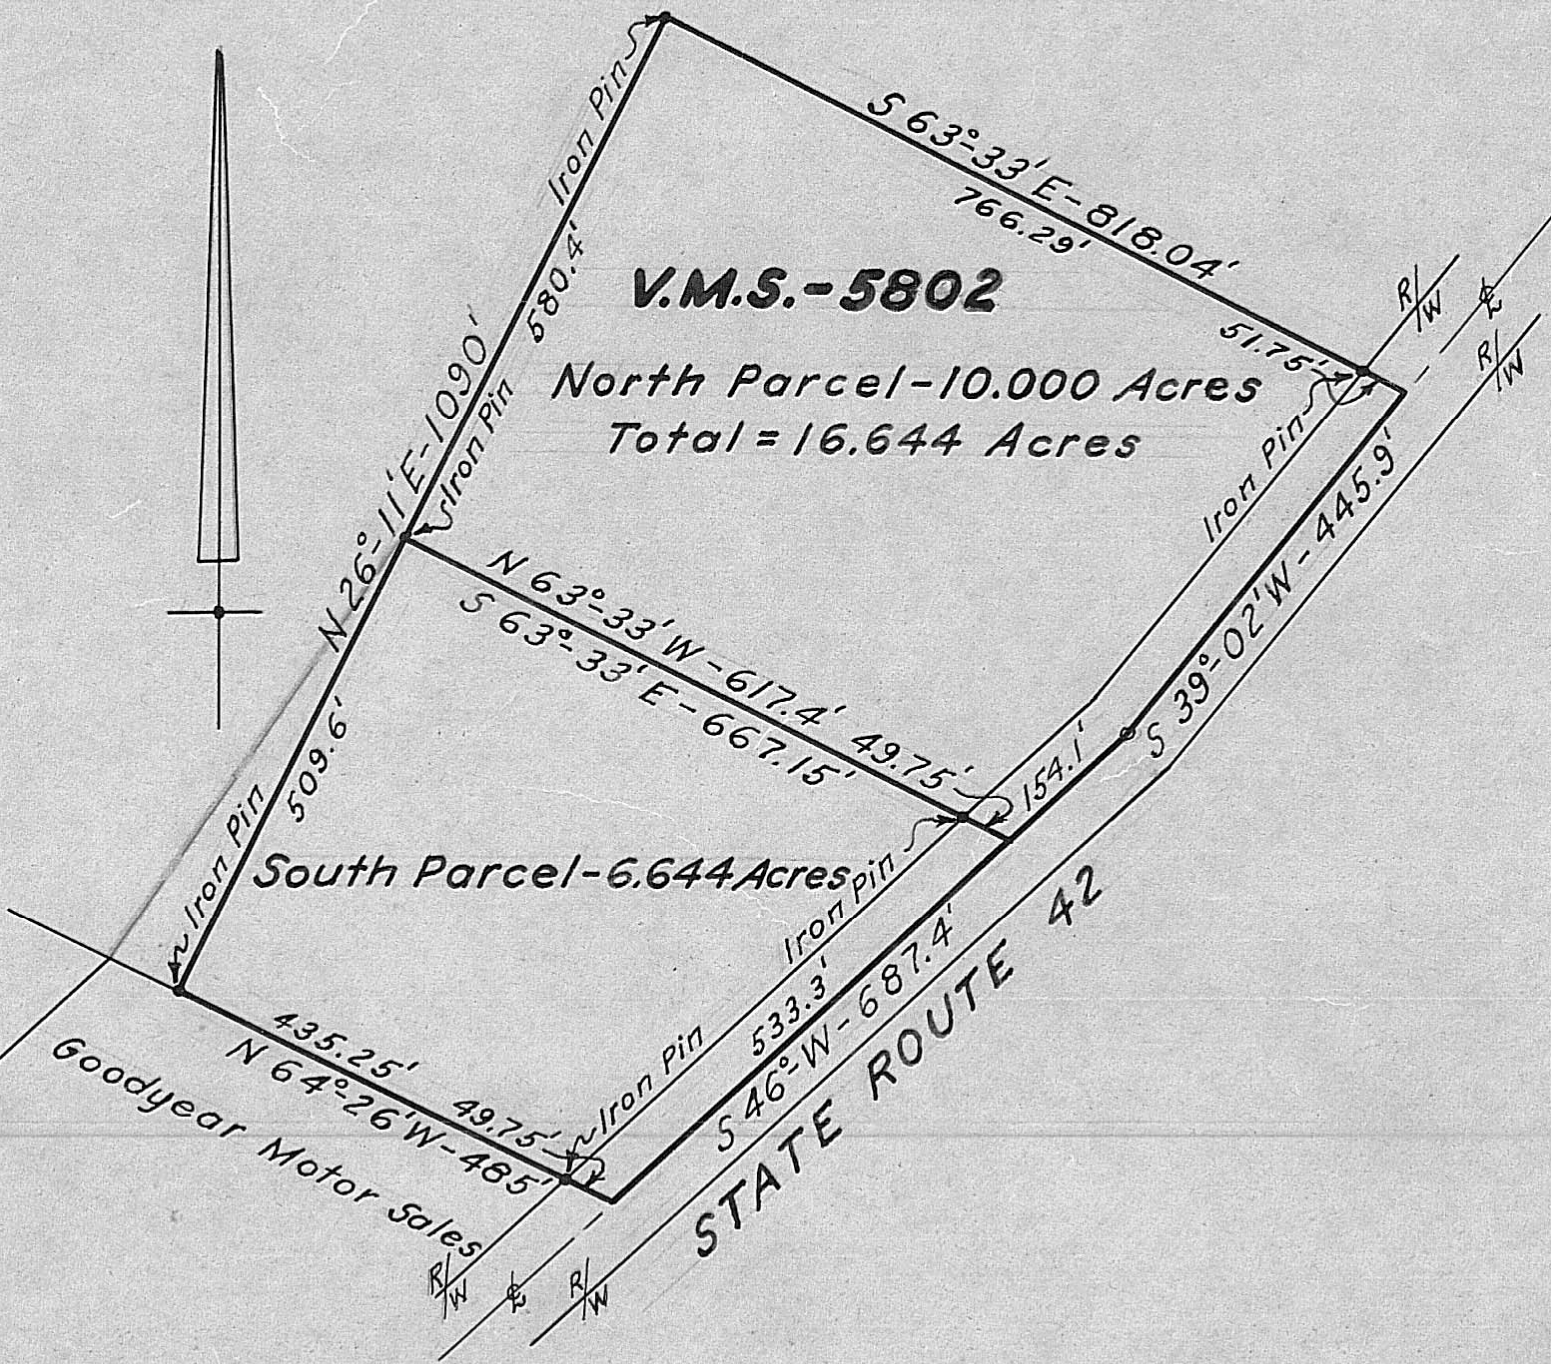 Iron Pin
S 63°-33' E-818.04'
766.29'
580.4'
V.M.S.-5802
51.75'
R/W
℄
R/W
North Parcel-10.000 Acres
Total = 16.644 Acres
N 26°-11' E-1090'
Iron Pin
Iron Pin
S 39°-02' W-445.9'
N 63°-33' W-617.4'
49.75'
S 63°-33' E-667.15'
154.1'
509.6'
Iron Pin
South Parcel-6.644 Acres
Iron Pin
533.3'
S 46°-W-687.4'
STATE ROUTE 42
435.25'
49.75'
N 64°-26' W-485'
Iron Pin
Goodyear Motor Sales
R/W
℄
R/W